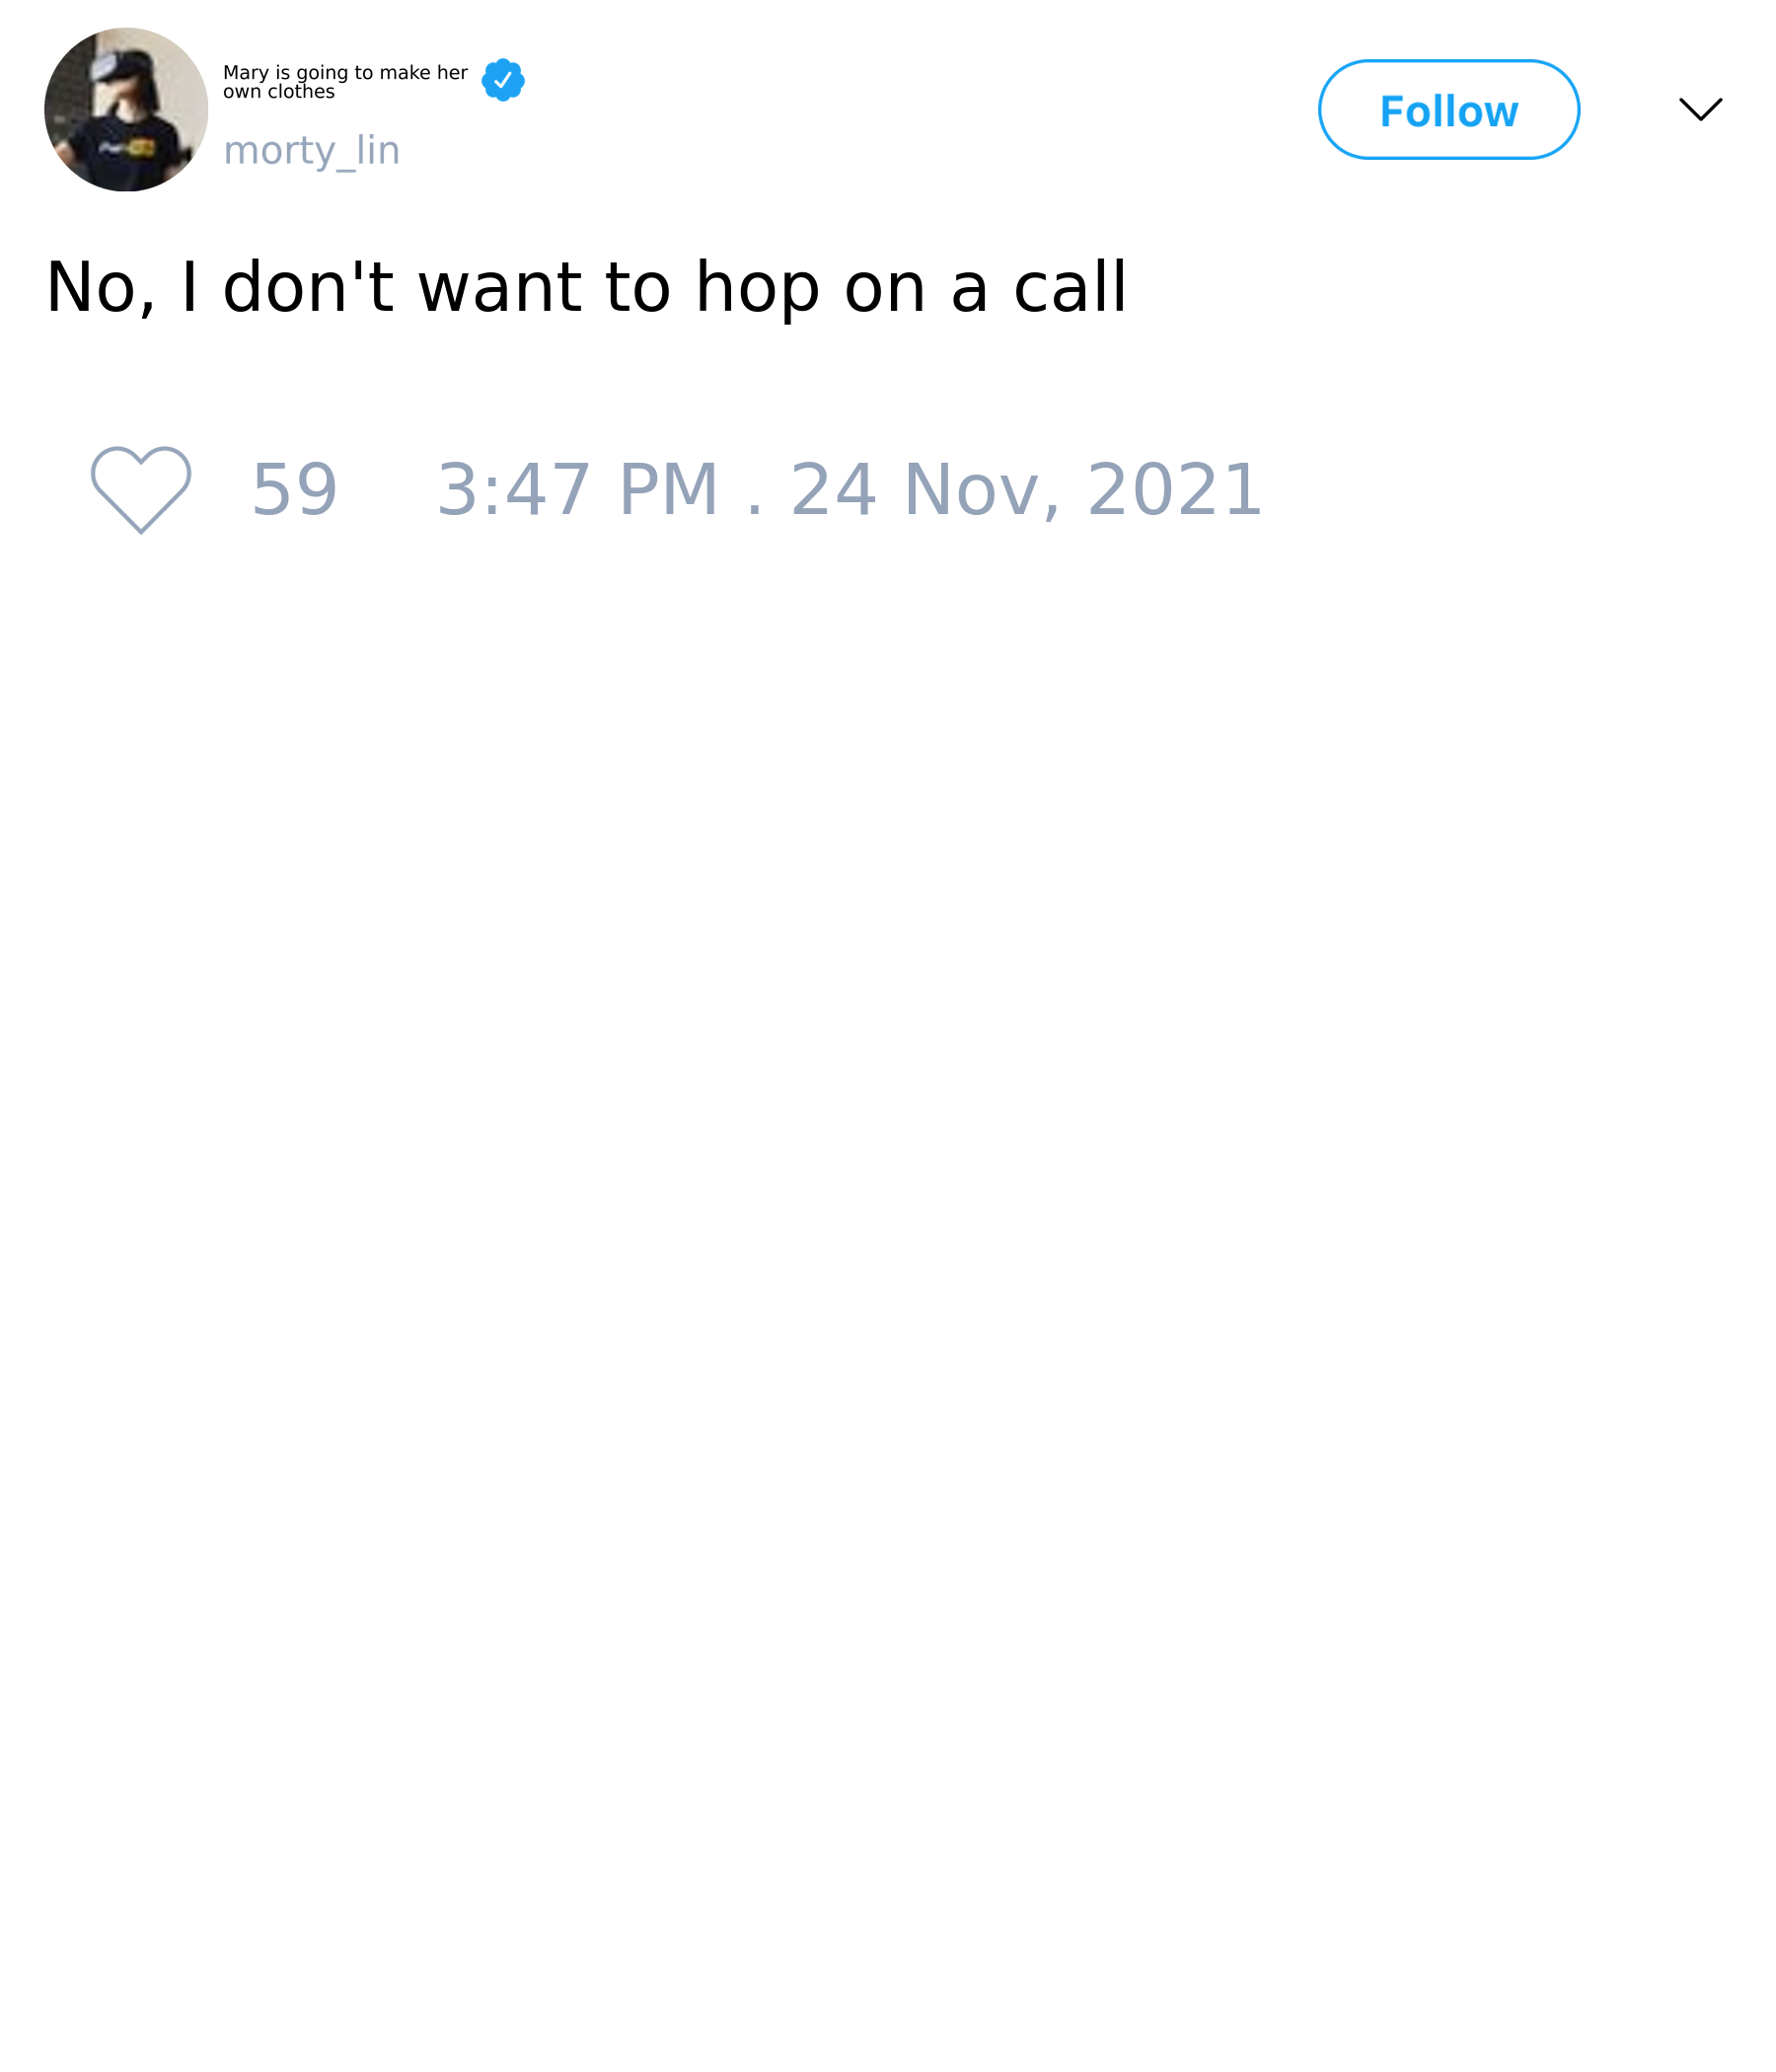 Mary is going to make her
own clothes
morty_lin
Follow
No, I don't want to hop on a call
59 3:47 PM . 24 Nov, 2021